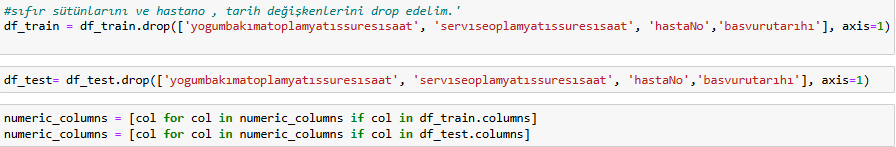 #sıfır sütünlarını ve hastano , tarih değişkenlerini drop edelim.'
df_train = df_train.drop(['yogumbakımatoplamyatıssuresısaat', 'servıseoplamyatıssuresısaat', 'hastaNo','basvurutarıhı'], axis=1)
df_test= df_test.drop(['yogumbakımatoplamyatıssuresısaat', 'servıseoplamyatıssuresısaat', 'hastaNo','basvurutarıhı'], axis=1)
numeric_columns = [col for col in numeric_columns if col in df_train.columns]
numeric_columns = [col for col in numeric_columns if col in df_test.columns]